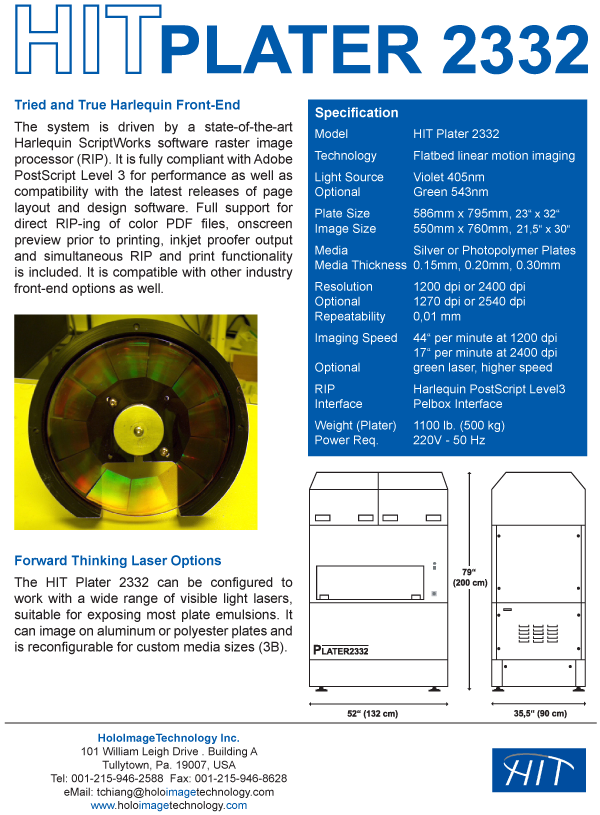 HIT PLATER 2332
Tried and True Harlequin Front-End
The system is driven by a state-of-the-art
Harlequin ScriptWorks software raster image
processor (RIP). It is fully compliant with Adobe
PostScript Level 3 for performance as well as
compatibility with the latest releases of page
layout and design software. Full support for
direct RIP-ing of color PDF files, onscreen
preview prior to printing, inkjet proofer output
and simultaneous RIP and print functionality
is included. It is compatible with other industry
front-end options as well.
Forward Thinking Laser Options
The HIT Plater 2332 can be configured to
work with a wide range of visible light lasers,
suitable for exposing most plate emulsions. It
can image on aluminum or polyester plates and
is reconfigurable for custom media sizes (3B).
Specification
Model HIT Plater 2332
Technology Flatbed linear motion imaging
Light Source Violet 405nm
Optional Green 543nm
Plate Size 586mm x 795mm, 23“ x 32“
Image Size 550mm x 760mm, 21,5“ x 30“
Media Silver or Photopolymer Plates
Media Thickness 0.15mm, 0.20mm, 0.30mm
Resolution 1200 dpi or 2400 dpi
Optional 1270 dpi or 2540 dpi
Repeatability 0,01 mm
Imaging Speed 44“ per minute at 1200 dpi
17“ per minute at 2400 dpi
Optional green laser, higher speed
RIP Harlequin PostScript Level3
Interface Pelbox Interface
Weight (Plater) 1100 lb. (500 kg)
Power Req. 220V - 50 Hz
79“
(200 cm)
PLATER2332
52“ (132 cm)
35,5“ (90 cm)
HoloImageTechnology Inc.
101 William Leigh Drive . Building A
Tullytown, Pa. 19007, USA
Tel: 001-215-946-2588 Fax: 001-215-946-8628
eMail: tchiang@holoimagetechnology.com
www.holoimagetechnology.com
HIT